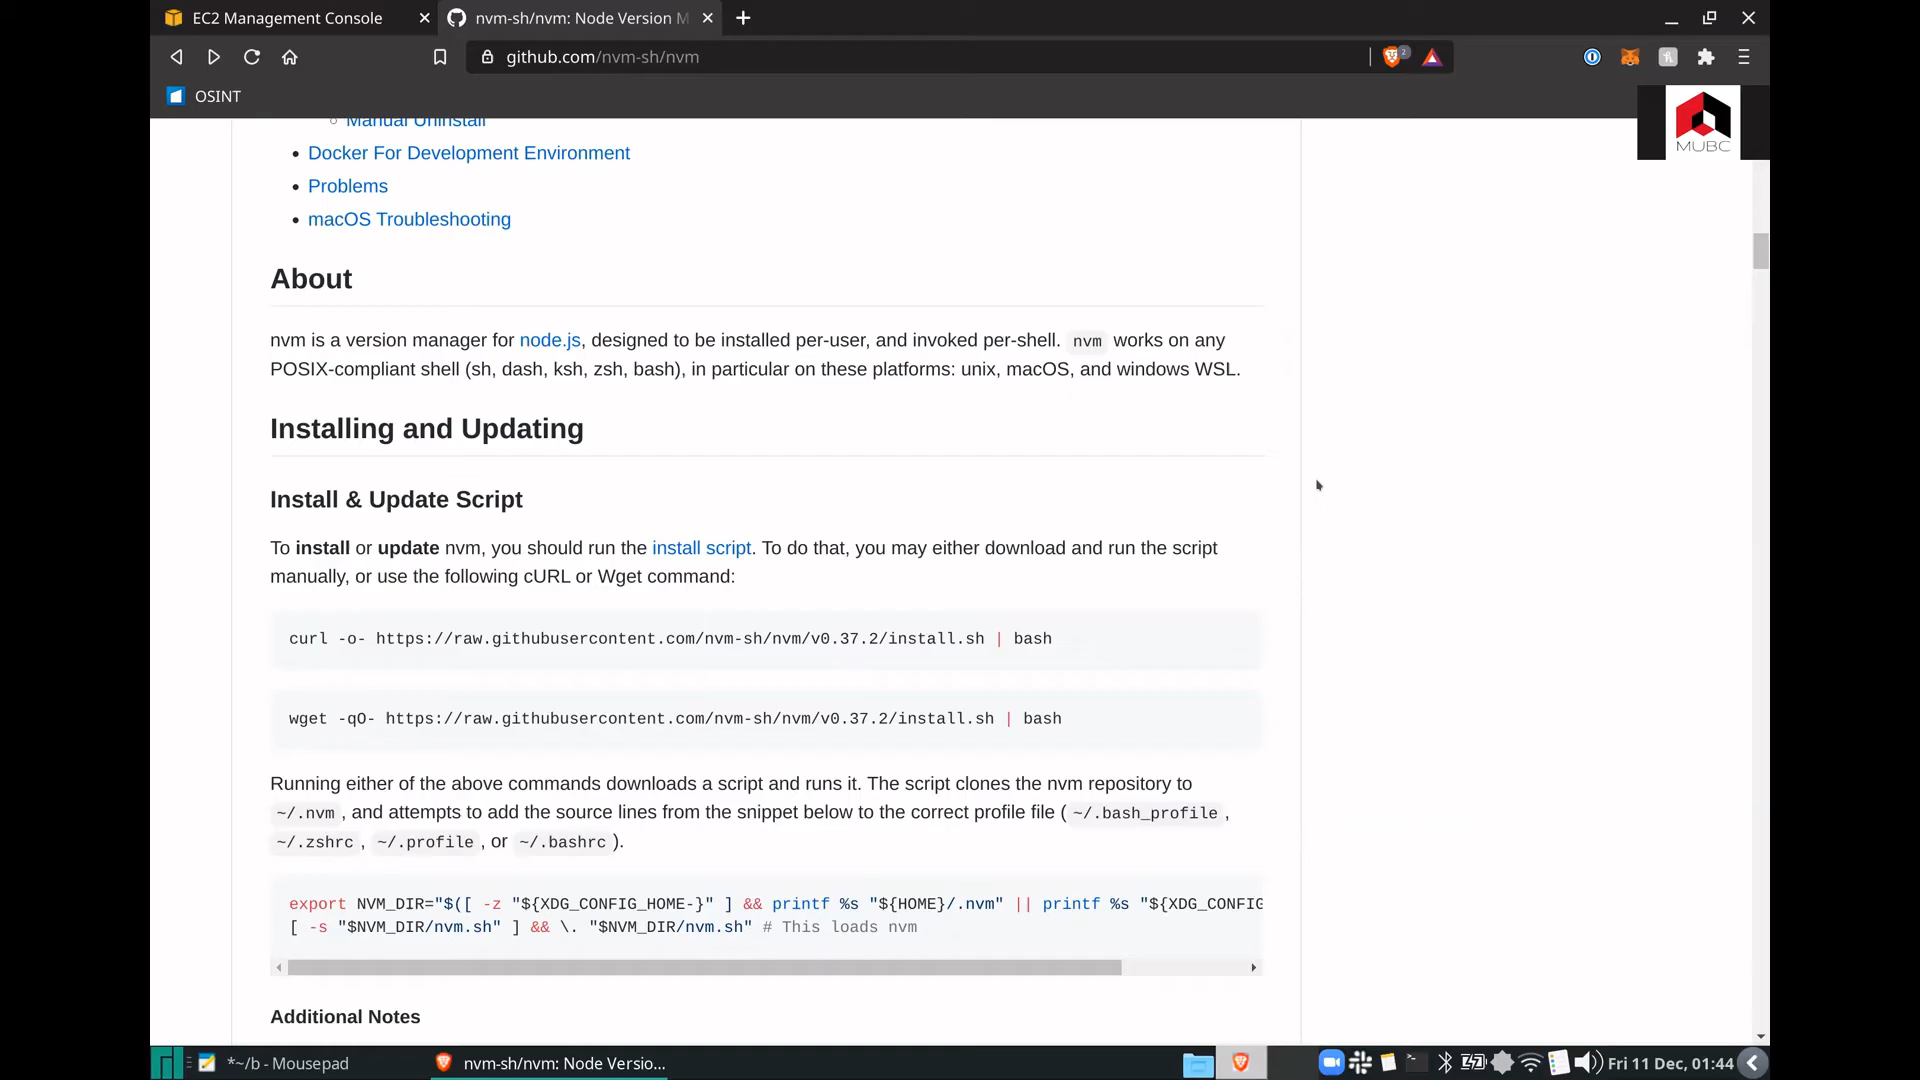 EC2 Management Console
nvm-sh/nvm: Node Version M
github.com/nvm-sh/nvm
2
OSINT
MUBC
Manual Uninstall
Docker For Development Environment
Problems
macOS Troubleshooting
About
nvm is a version manager for node.js, designed to be installed per-user, and invoked per-shell. nvm works on any
POSIX-compliant shell (sh, dash, ksh, zsh, bash), in particular on these platforms: unix, macOS, and windows WSL.
Installing and Updating
Install & Update Script
To install or update nvm, you should run the install script. To do that, you may either download and run the script
manually, or use the following cURL or Wget command:
curl -o- https://raw.githubusercontent.com/nvm-sh/nvm/v0.37.2/install.sh | bash
wget -qO- https://raw.githubusercontent.com/nvm-sh/nvm/v0.37.2/install.sh | bash
Running either of the above commands downloads a script and runs it. The script clones the nvm repository to
~/.nvm, and attempts to add the source lines from the snippet below to the correct profile file (~/.bash_profile,
~/.zshrc, ~/.profile, or ~/.bashrc).
export NVM_DIR="$([ -z "${XDG_CONFIG_HOME-}" ] && printf %s "${HOME}/.nvm" || printf %s "${XDG_CONFIG
[ -s "$NVM_DIR/nvm.sh" ] && \. "$NVM_DIR/nvm.sh" # This loads nvm
Additional Notes
*~/b - Mousepad
nvm-sh/nvm: Node Versio...
Fri 11 Dec, 01:44